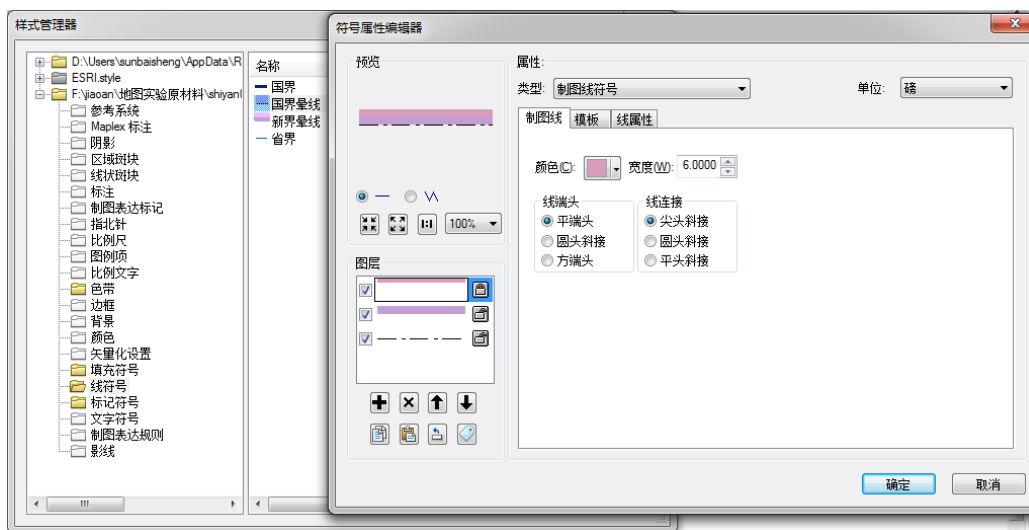 样式管理器
D:\Users\sunbaisheng\AppData\R
ESRI.style
F:\jiaoan\地图实验原材料\shiyan
参考系统
Maplex 标注
阴影
区域斑块
线状斑块
标注
制图表达标记
指北针
比例尺
图例项
比例文字
色带
边框
背景
颜色
矢量化设置
填充符号
线符号
标记符号
文字符号
制图表达规则
影线
名称
国界
国界晕线
新界晕线
省界
符号属性编辑器
预览
1:1
100%
图层
属性:
类型: 制图线符号
单位: 磅
制图线 模板 线属性
颜色(C): 宽度(W): 6.0000
线端头
平端头
圆头斜接
方端头
线连接
尖头斜接
圆头斜接
平头斜接
确定
取消